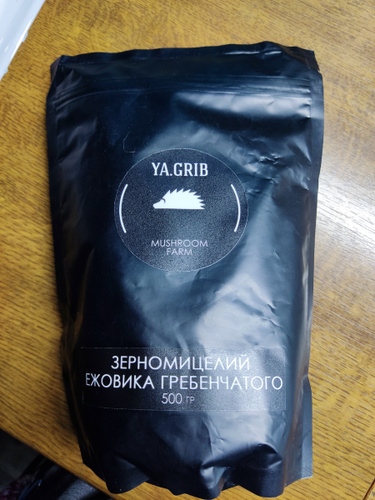 YA.GRIB
MUSHROOM
FARM
ЗЕРНОМИЦЕЛИЙ
ЕЖОВИКА ГРЕБЕНЧАТОГО
500 ГР